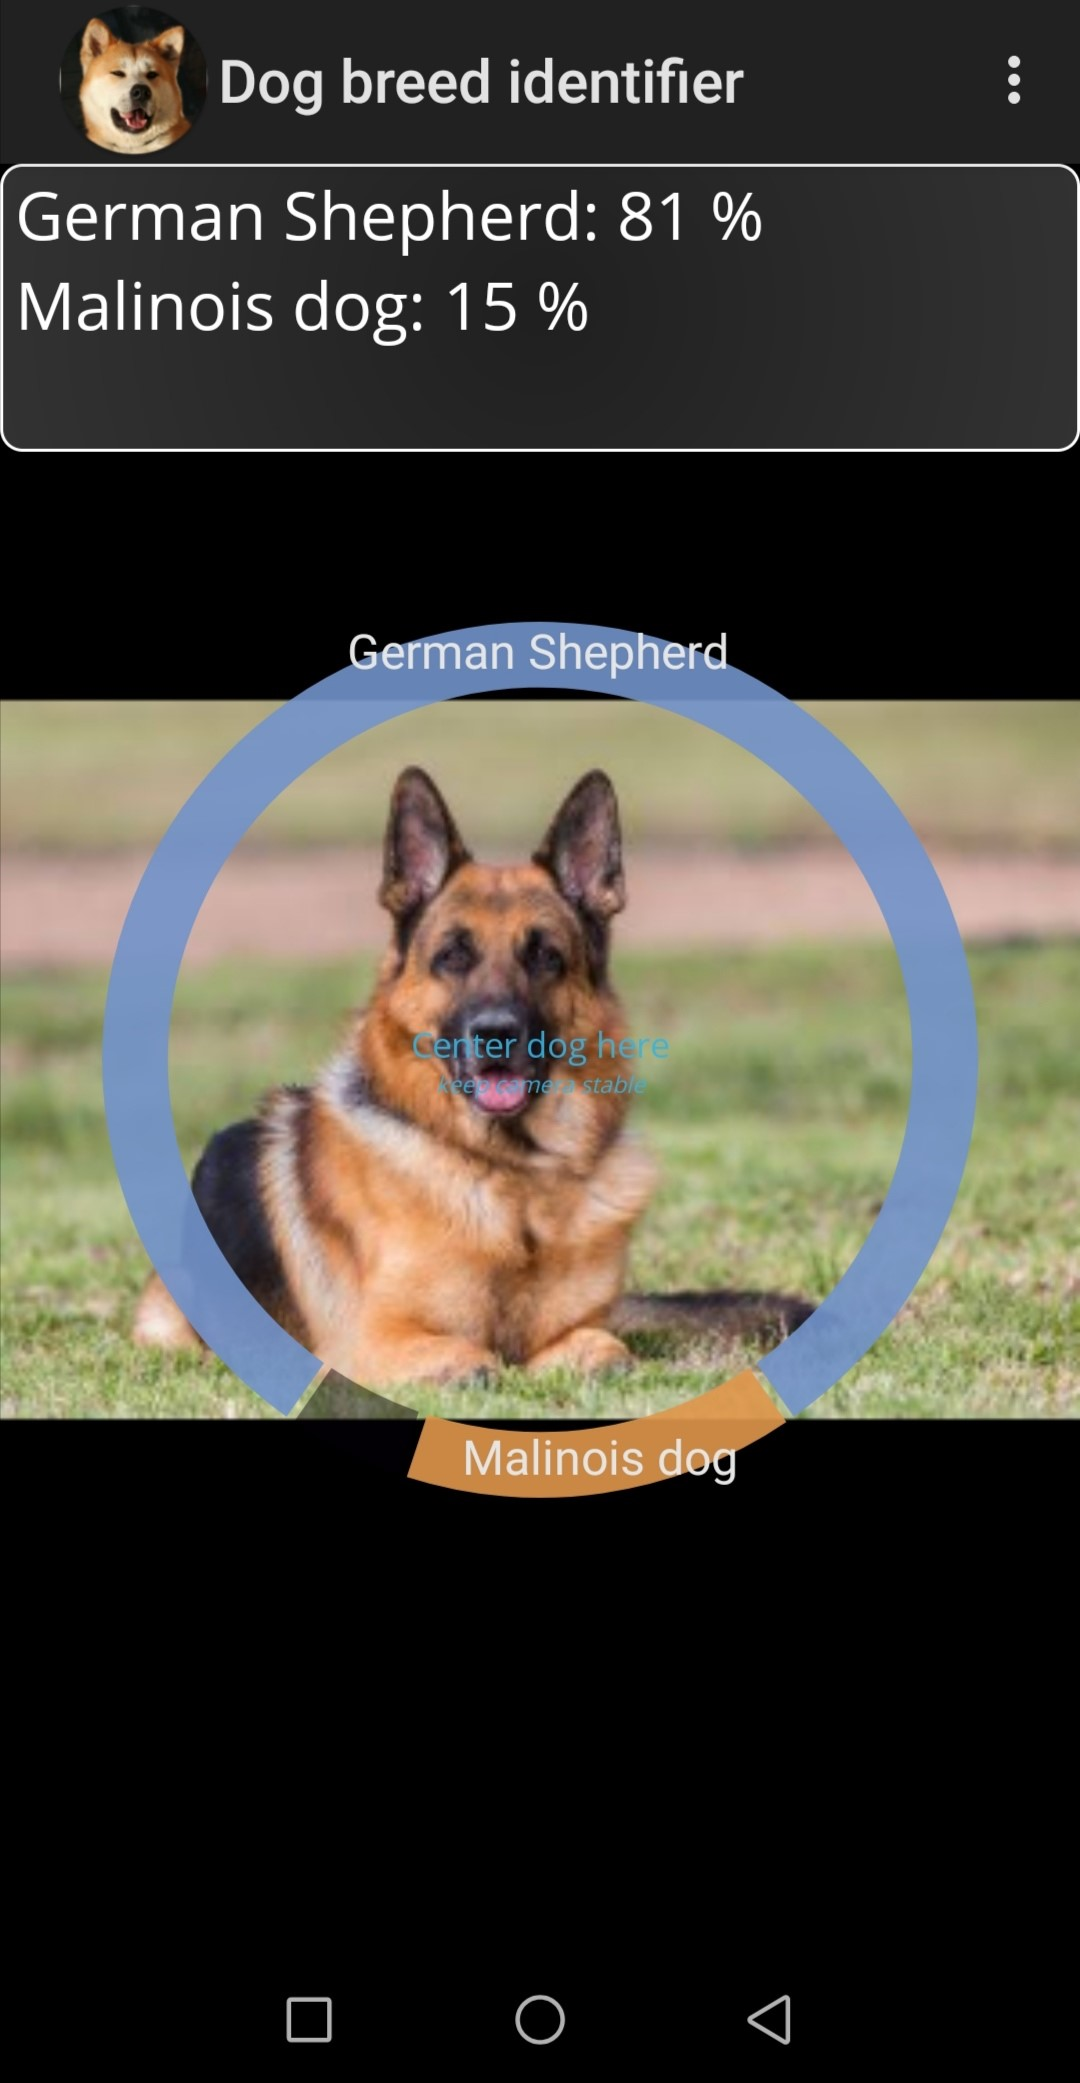 Dog breed identifier
German Shepherd: 81 %
Malinois dog: 15 %
German Shepherd
Center dog here
keep camera stable
Malinois dog